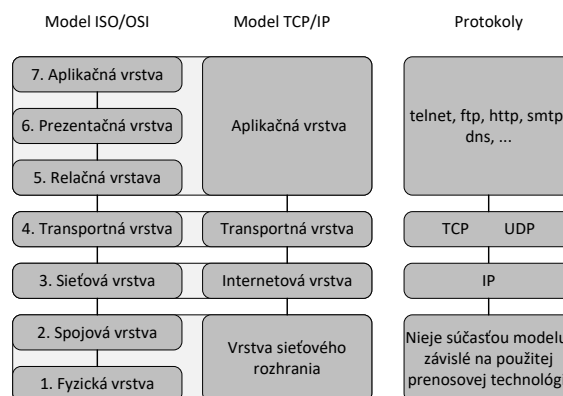 Model ISO/OSI
Model TCP/IP
Protokoly
7. Aplikačná vrstva
6. Prezentačná vrstva
5. Relačná vrstava
4. Transportná vrstva
3. Sieťová vrstva
2. Spojová vrstva
1. Fyzická vrstva
Aplikačná vrstva
Transportná vrstva
Internetová vrstva
Vrstva sieťového
rozhrania
telnet, ftp, http, smtp
dns, ...
TCP UDP
IP
Nieje súčasťou modelu
závislé na použitej
prenosovej